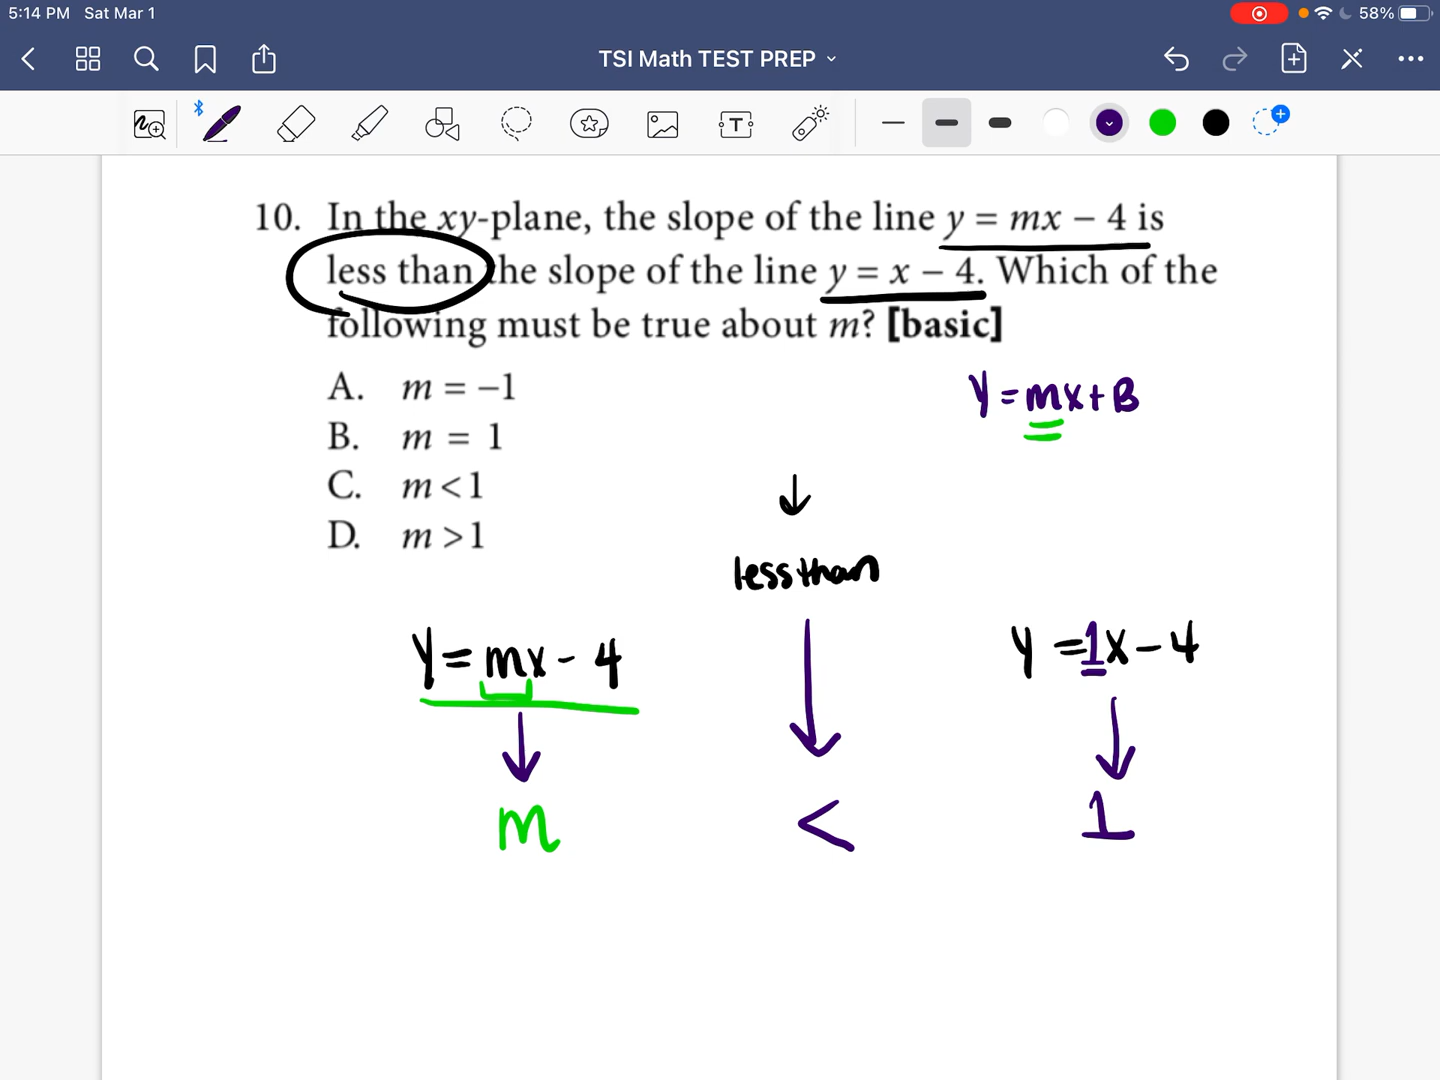 5:14 PM Sat Mar 1
58%
TSI Math TEST PREP
10. In the xy-plane, the slope of the line y = mx − 4 is
less than the slope of the line y = x − 4. Which of the
following must be true about m? [basic]
A. m = −1
B. m = 1
C. m < 1
D. m > 1
y = mx + B
less than
y = mx - 4
y = 1x - 4
m < 1